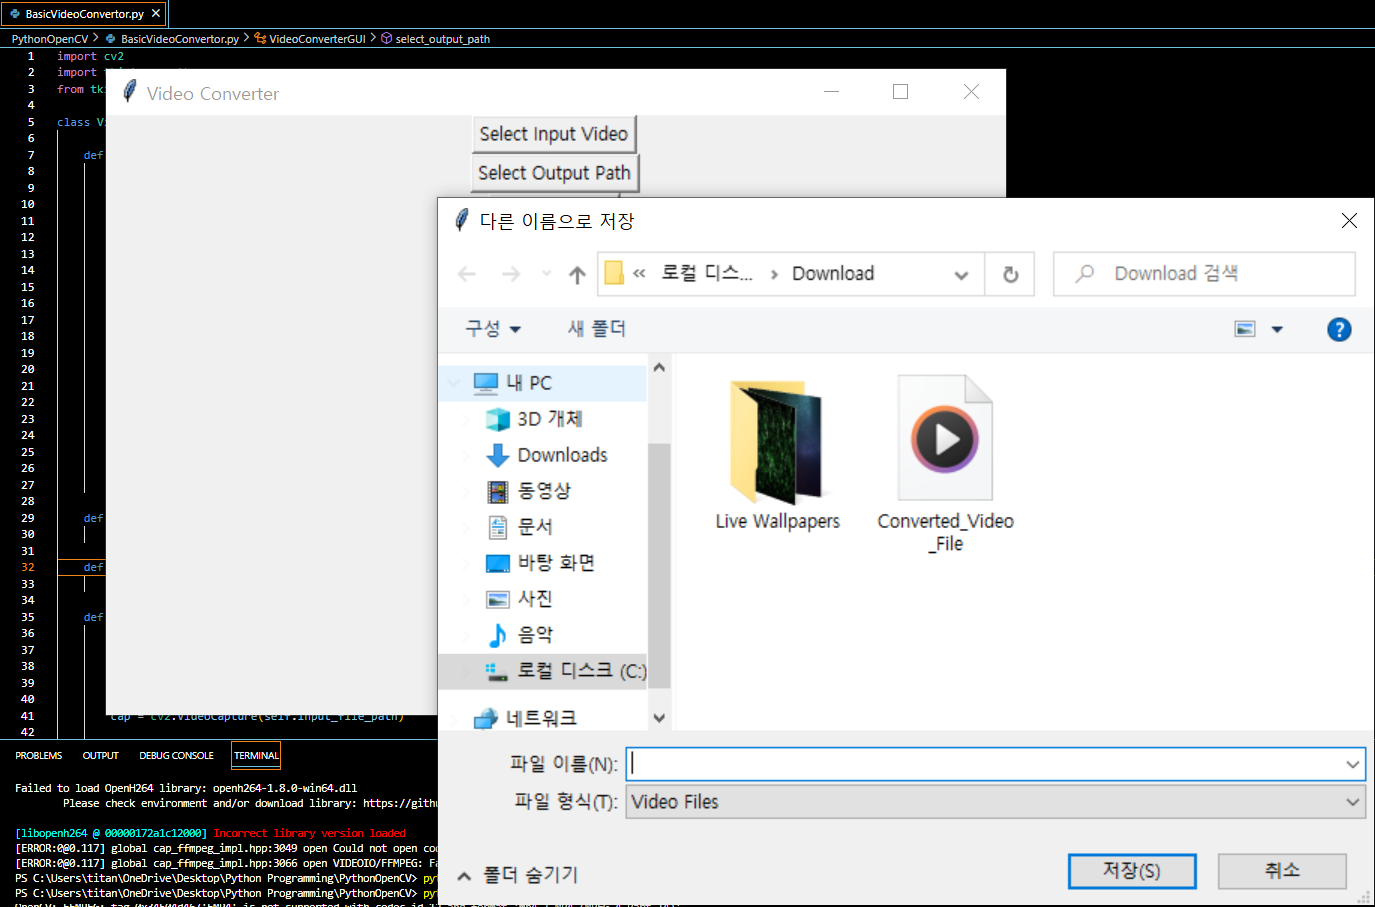 BasicVideoConvertor.py
PythonOpenCV > BasicVideoConvertor.py > VideoConverterGUI > select_output_path
1 import cv2
2 import
3 from
4
5 class
6
7 def
8
9
10
11
12
13
14
15
16
17
18
19
20
21
22
23
24
25
26
27
28
29 def
30
31
32 def
33
34
35 def
36
37
38
39
40
41 cap = cv2.VideoCapture(self.input_file_path)
42
Video Converter
Select Input Video
Select Output Path
다른 이름으로 저장
« 로컬 디스... > Download
Download 검색
구성
새 폴더
내 PC
3D 개체
Downloads
동영상
문서
바탕 화면
사진
음악
로컬 디스크 (C:)
네트워크
Live Wallpapers
Converted_Video
_File
파일 이름(N):
파일 형식(T): Video Files
폴더 숨기기
저장(S)
취소
PROBLEMS OUTPUT DEBUG CONSOLE TERMINAL
Failed to load OpenH264 library: openh264-1.8.0-win64.dll
Please check environment and/or download library: https://githu
[libopenh264 @ 00000172a1c12000] Incorrect library version loaded
[ERROR:0@0.117] global cap_ffmpeg_impl.hpp:3049 open Could not open
[ERROR:0@0.117] global cap_ffmpeg_impl.hpp:3066 open VIDEOIO/FFMPEG:
PS C:\Users\titan\OneDrive\Desktop\Python Programming\PythonOpenCV>
PS C:\Users\titan\OneDrive\Desktop\Python Programming\PythonOpenCV>